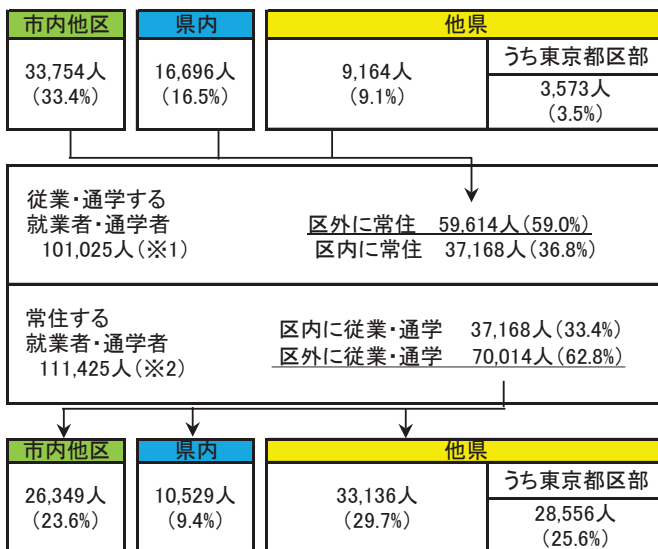 市内他区
県内
他県
33,754人
(33.4%)
16,696人
(16.5%)
9,164人
(9.1%)
うち東京都区部
3,573人
(3.5%)
従業・通学する
就業者・通学者
101,025人(※1)
区外に常住 59,614人(59.0%)
区内に常住 37,168人(36.8%)
常住する
就業者・通学者
111,425人(※2)
区内に従業・通学 37,168人(33.4%)
区外に従業・通学 70,014人(62.8%)
市内他区
県内
他県
26,349人
(23.6%)
10,529人
(9.4%)
33,136人
(29.7%)
うち東京都区部
28,556人
(25.6%)